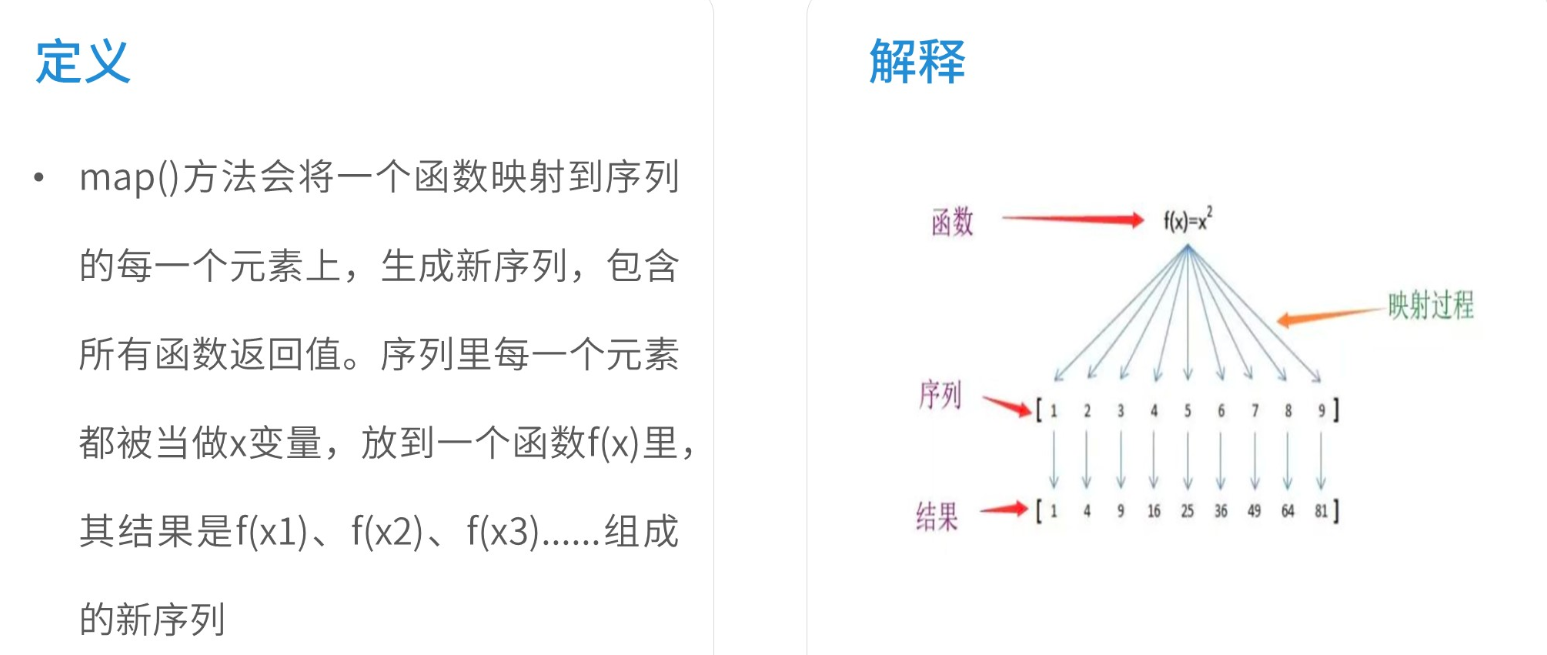 定义
• map()方法会将一个函数映射到序列
的每一个元素上，生成新序列，包含
所有函数返回值。序列里每一个元素
都被当做x变量，放到一个函数f(x)里，
其结果是f(x1)、f(x2)、f(x3)......组成
的新序列
解释
函数 f(x)=x²
映射过程
序列 [ 1 2 3 4 5 6 7 8 9 ]
结果 [ 1 4 9 16 25 36 49 64 81 ]